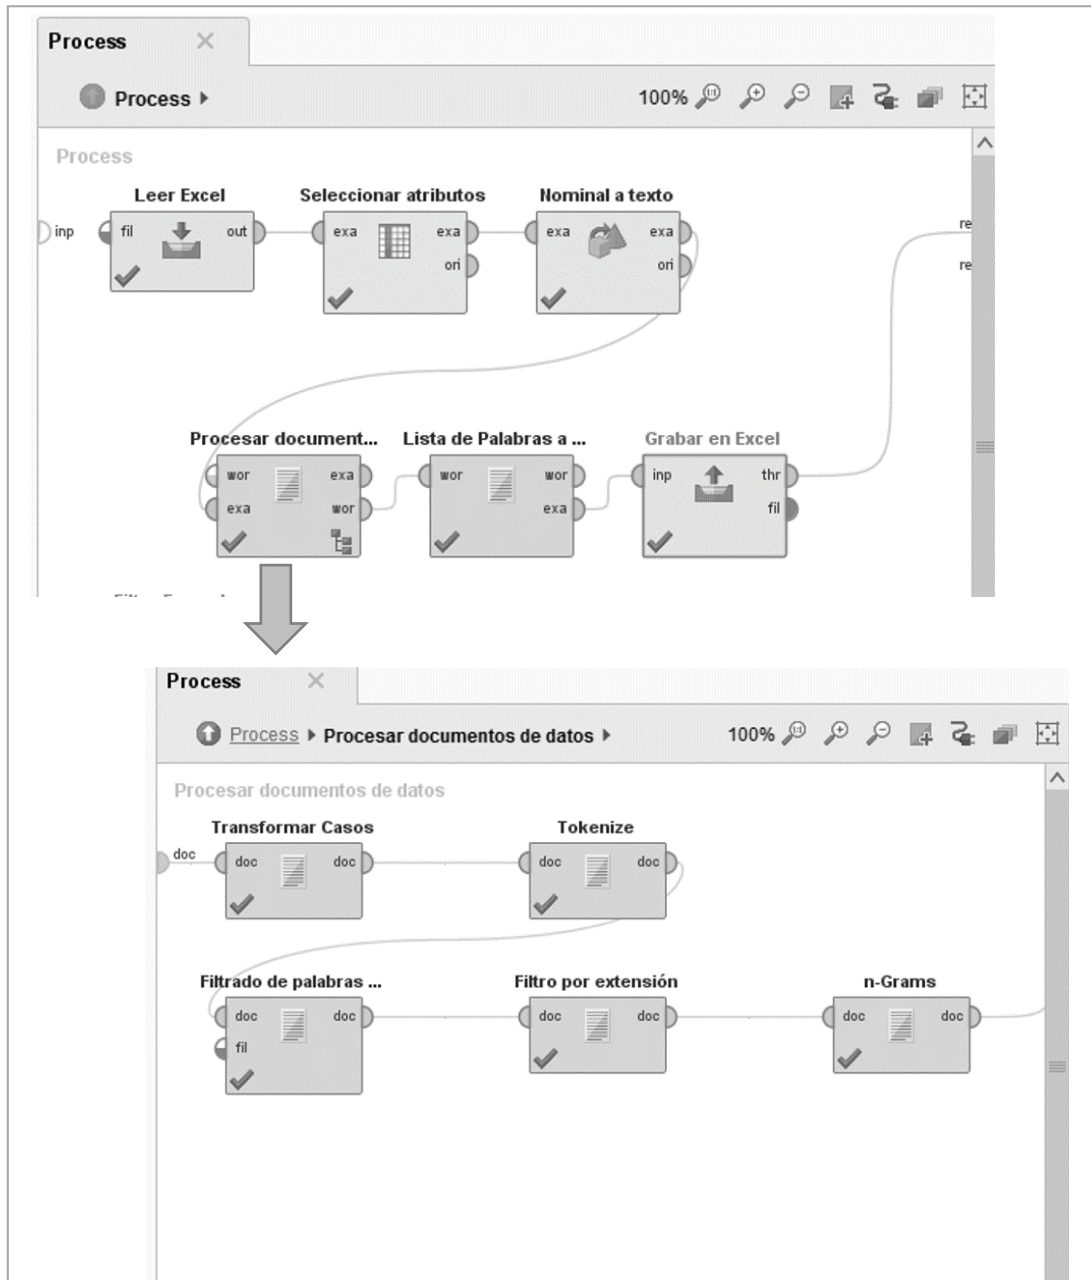 Process
Process
100%
Process
Leer Excel Seleccionar atributos Nominal a texto
inp fil out exa exa exa exa re
ori ori re
Procesar document... Lista de Palabras a ... Grabar en Excel
wor exa wor wor inp thr
exa wor exa fil
Process
Process Procesar documentos de datos 100%
Procesar documentos de datos
Transformar Casos Tokenize
doc doc doc doc doc
Filtrado de palabras ... Filtro por extensión n-Grams
doc doc doc doc doc doc
fil